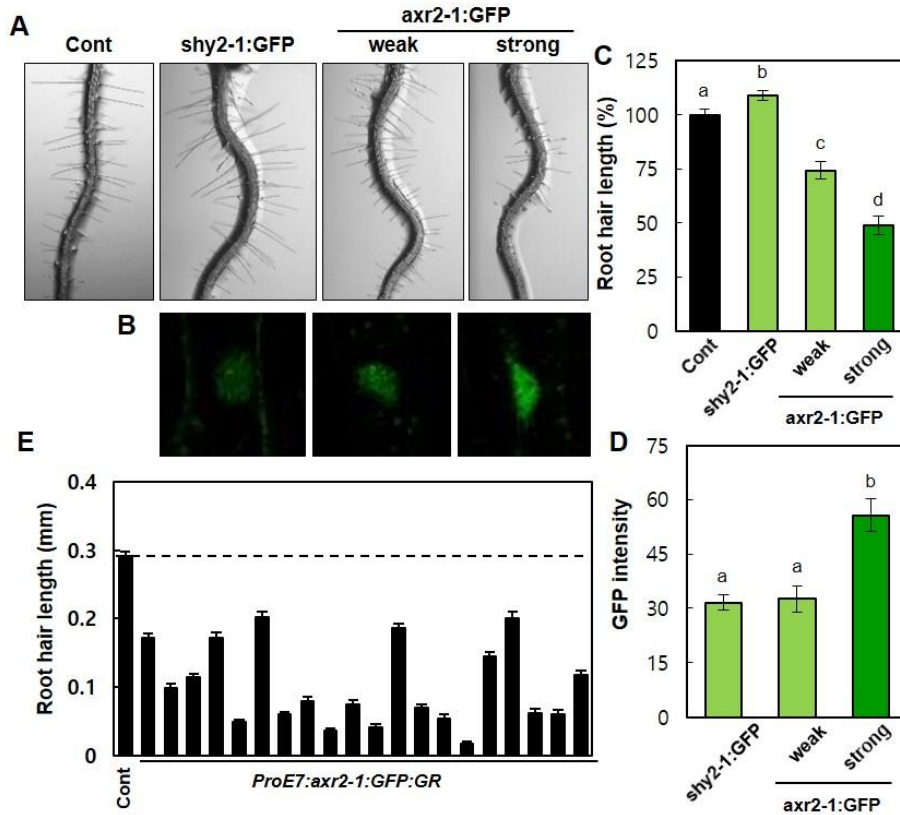 A
axr2-1:GFP
Cont
shy2-1:GFP
weak
strong
B
C
Root hair length (%)
125
100
75
50
25
0
a
b
c
d
Cont
shy2-1:GFP
weak
strong
axr2-1:GFP
D
GFP intensity
75
60
45
30
15
0
a
a
b
shy2-1:GFP
weak
strong
axr2-1:GFP
E
Root hair length (mm)
0.4
0.3
0.2
0.1
0
Cont
ProE7:axr2-1:GFP:GR